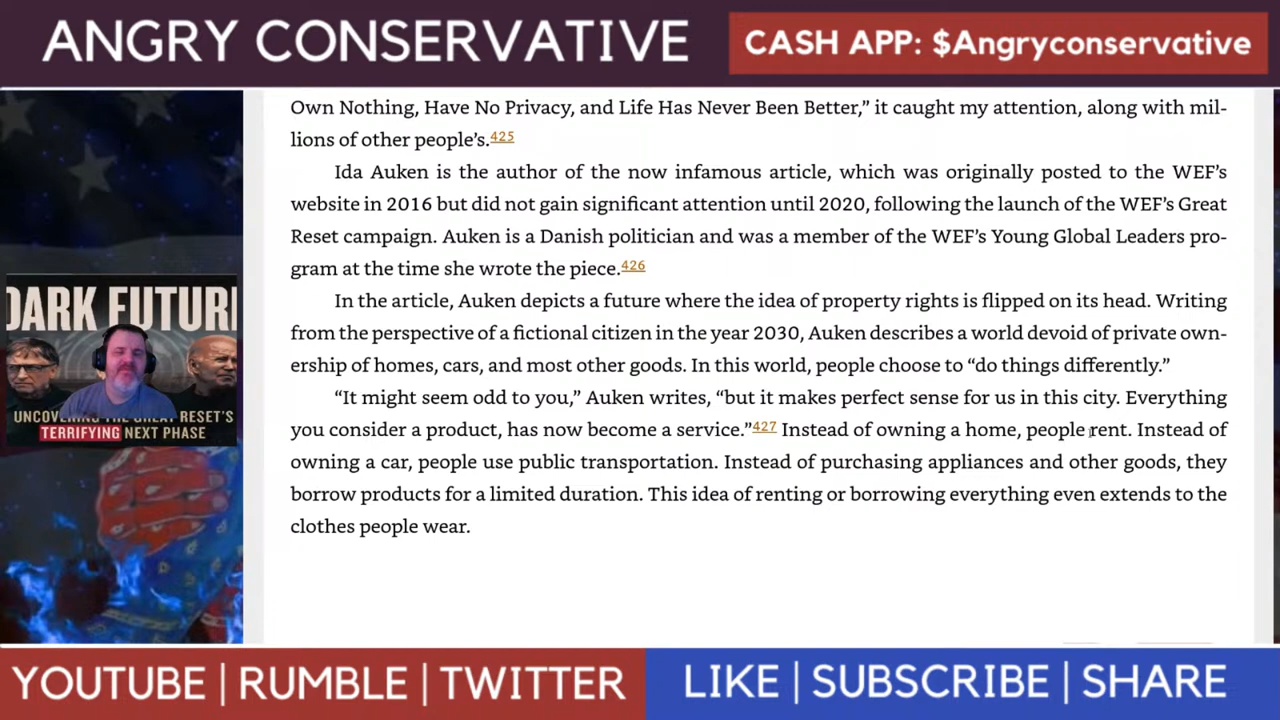 ANGRY CONSERVATIVE
CASH APP: $Angryconservative
Own Nothing, Have No Privacy, and Life Has Never Been Better,” it caught my attention, along with mil-
lions of other people’s.425
Ida Auken is the author of the now infamous article, which was originally posted to the WEF’s
website in 2016 but did not gain significant attention until 2020, following the launch of the WEF’s Great
Reset campaign. Auken is a Danish politician and was a member of the WEF’s Young Global Leaders pro-
gram at the time she wrote the piece.426
In the article, Auken depicts a future where the idea of property rights is flipped on its head. Writing
from the perspective of a fictional citizen in the year 2030, Auken describes a world devoid of private own-
ership of homes, cars, and most other goods. In this world, people choose to “do things differently.”
“It might seem odd to you,” Auken writes, “but it makes perfect sense for us in this city. Everything
you consider a product, has now become a service.”427 Instead of owning a home, people rent. Instead of
owning a car, people use public transportation. Instead of purchasing appliances and other goods, they
borrow products for a limited duration. This idea of renting or borrowing everything even extends to the
clothes people wear.
DARK FUTURE
UNCOVERING THE GREAT RESET’S
TERRIFYING NEXT PHASE
YOUTUBE | RUMBLE | TWITTER
LIKE | SUBSCRIBE | SHARE